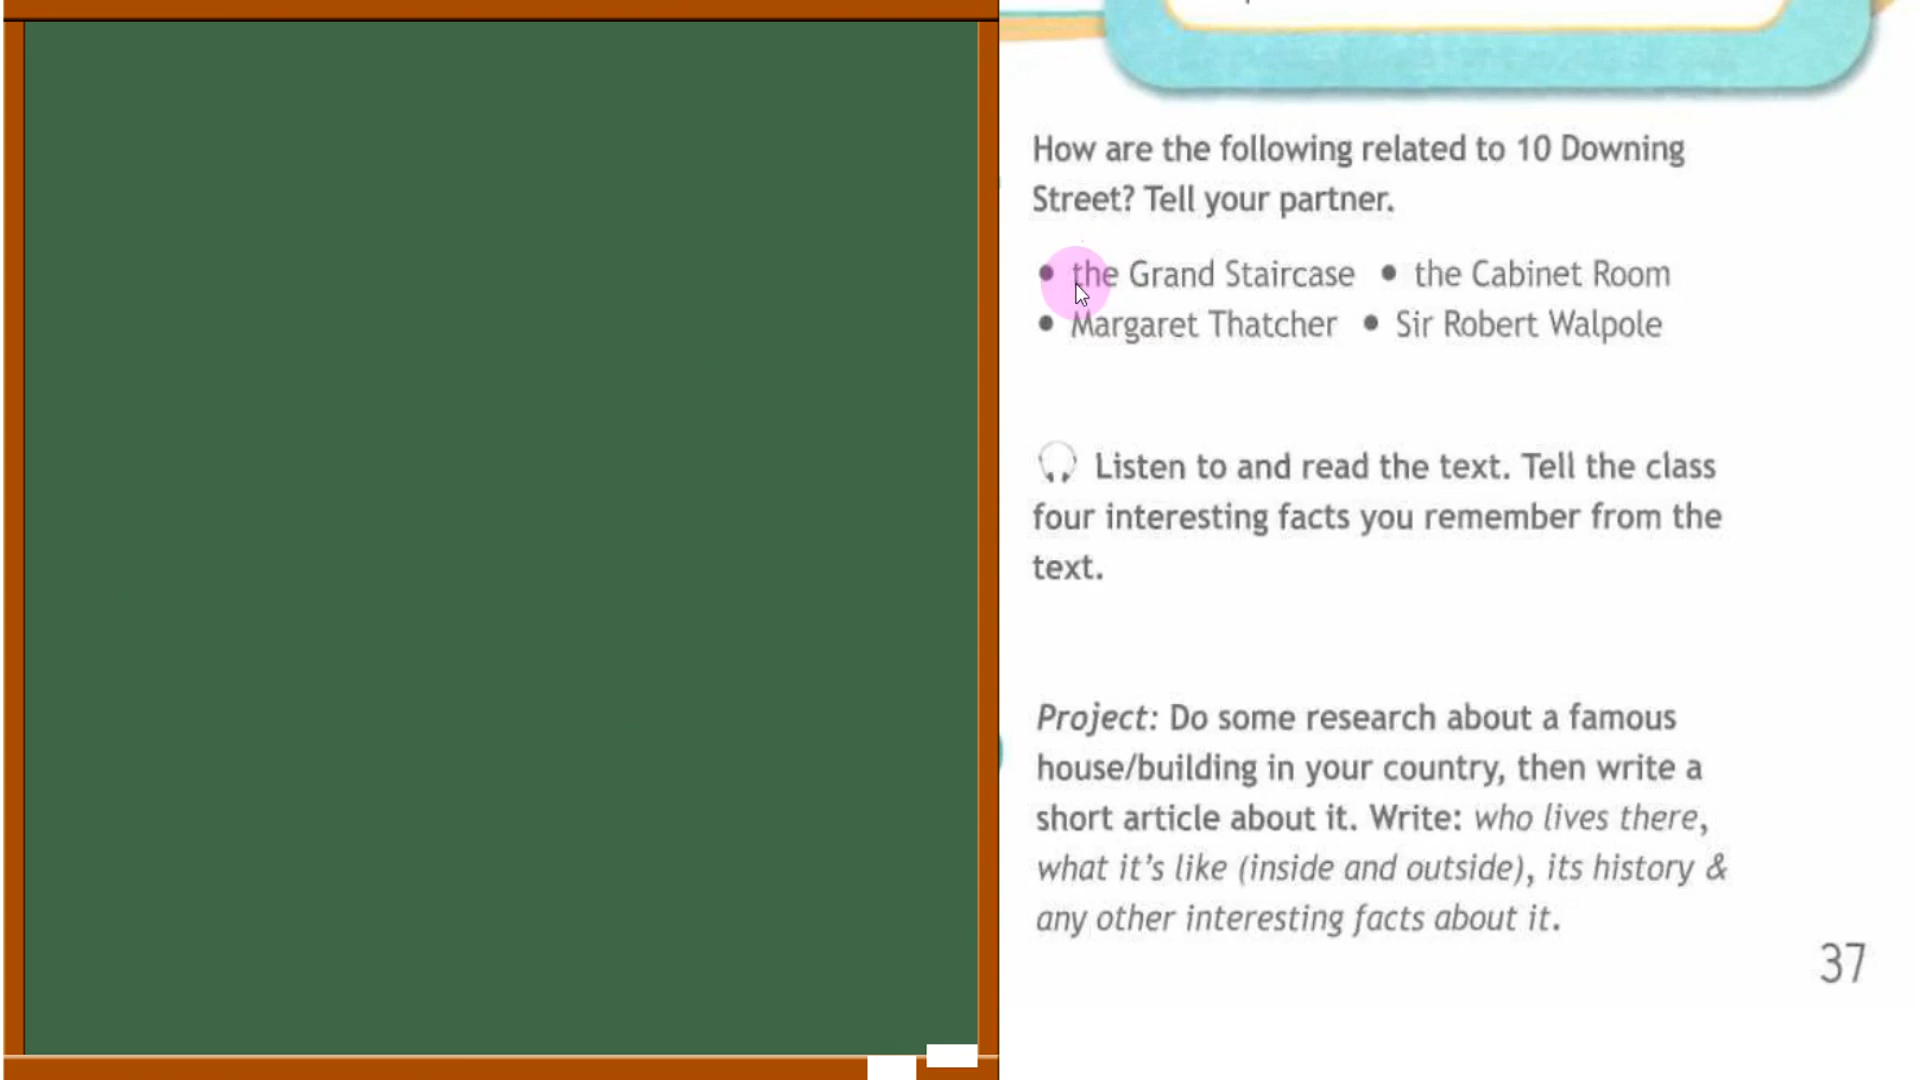 How are the following related to 10 Downing
Street? Tell your partner.
• the Grand Staircase • the Cabinet Room
• Margaret Thatcher • Sir Robert Walpole
Listen to and read the text. Tell the class
four interesting facts you remember from the
text.
Project: Do some research about a famous
house/building in your country, then write a
short article about it. Write: who lives there,
what it's like (inside and outside), its history &
any other interesting facts about it.
37